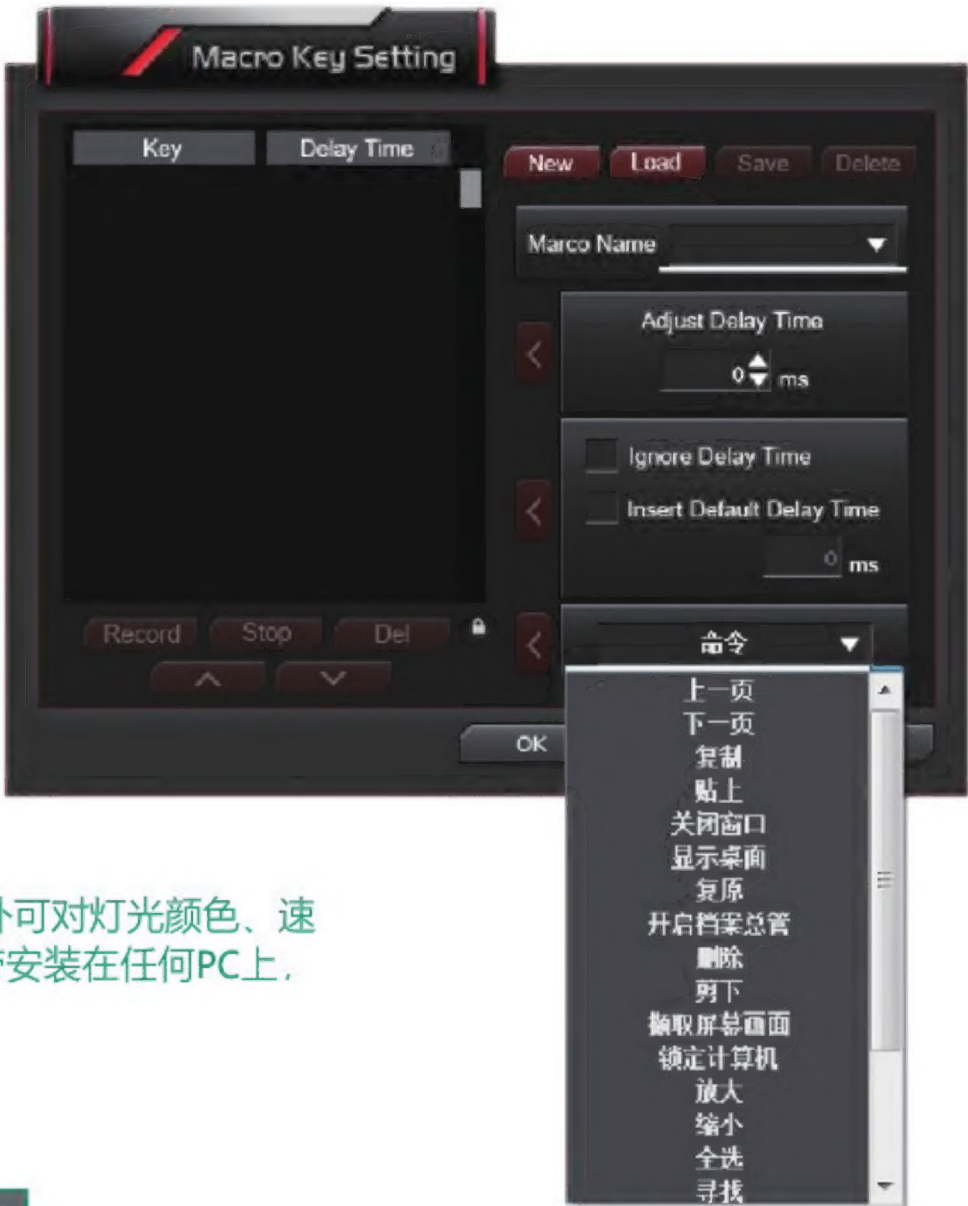 Macro Key Setting
Key Delay Time
New Load Save Delete
Marco Name
Adjust Delay Time
0 ms
Ignore Delay Time
Insert Default Delay Time
0 ms
Record Stop Del
命令
OK
上一页
下一页
复制
贴上
关闭窗口
显示桌面
复原
开启档案总管
删除
剪下
撷取屏幕画面
锁定计算机
放大
缩小
全选
寻找
外可对灯光颜色、速
安装在任何PC上，